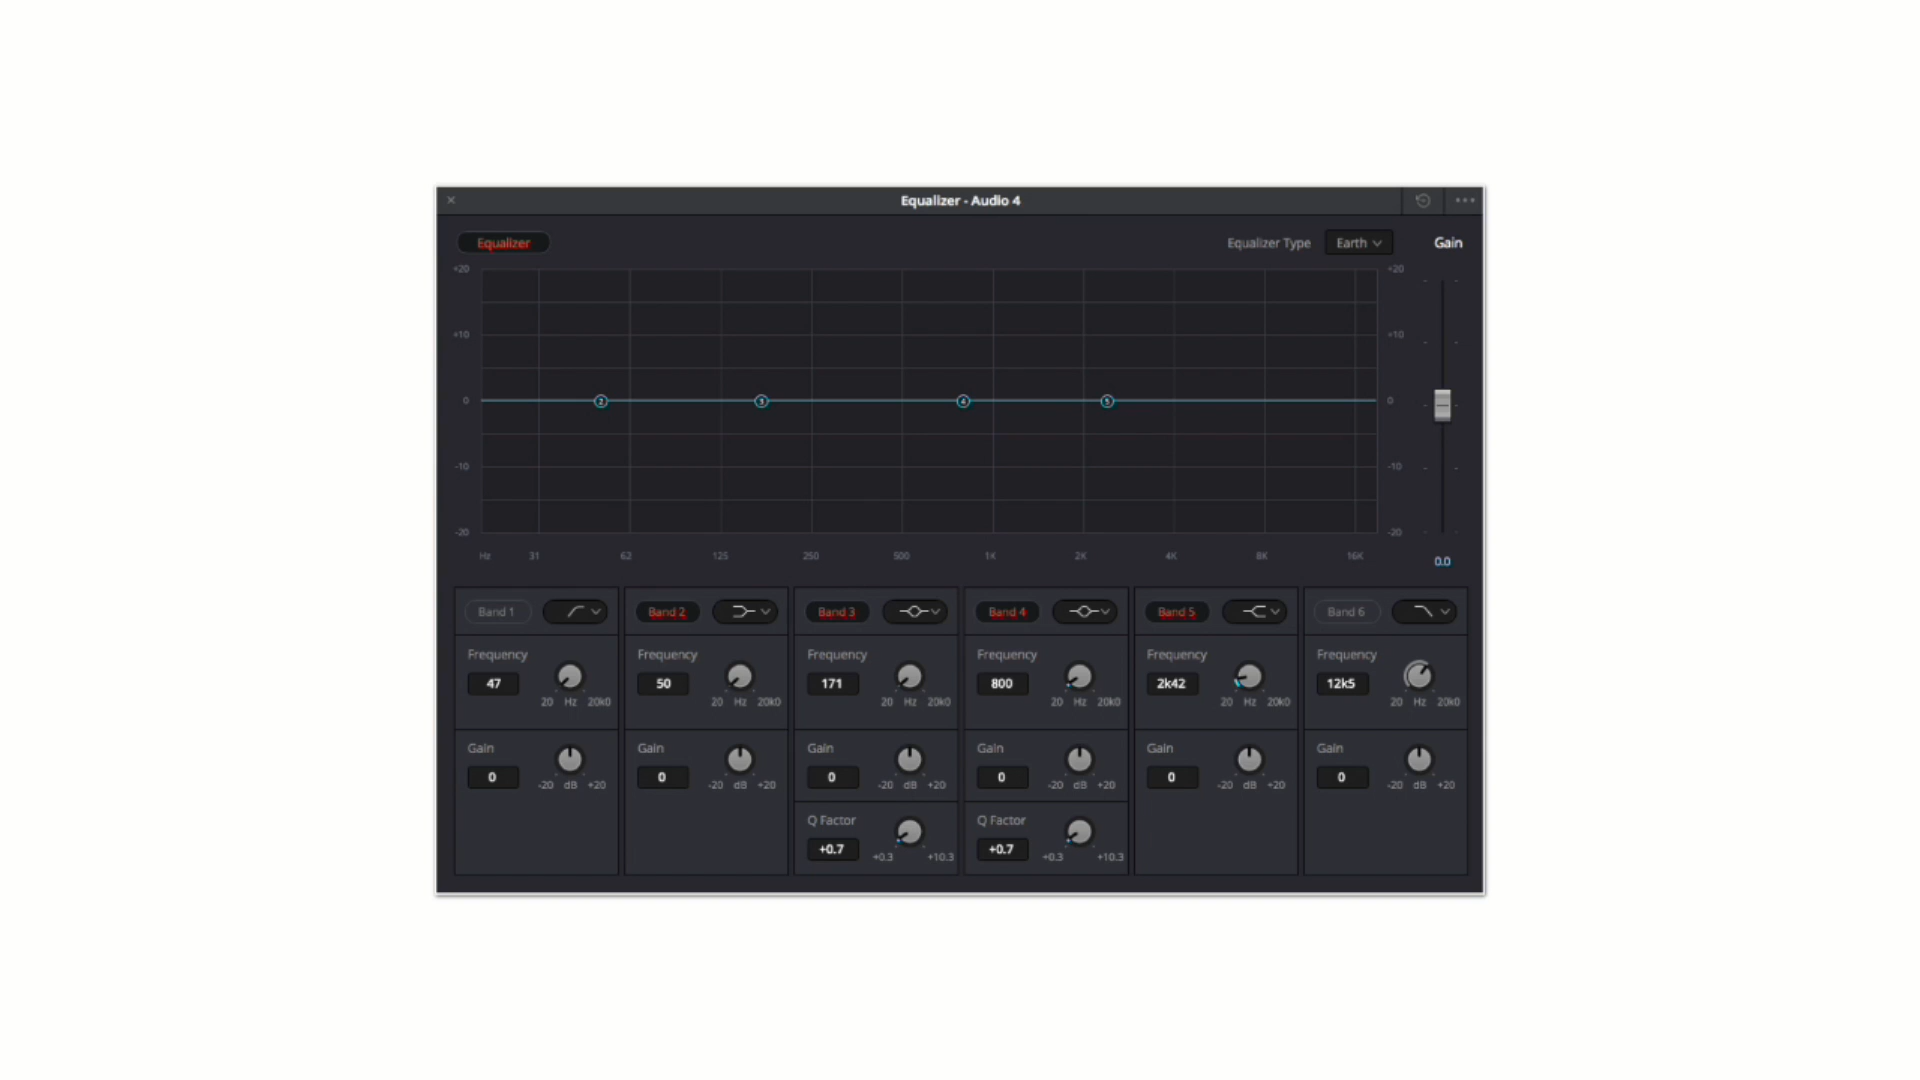 Equalizer - Audio 4
Equalizer
Equalizer Type Earth Gain
+20 +20
+10 +10
0 0
-10 -10
-20 -20
2 3 4 5
Hz 31 62 125 250 500 1K 2K 4K 8K 16K
0.0
Band 1 Band 2 Band 3 Band 4 Band 5 Band 6
Frequency Frequency Frequency Frequency Frequency Frequency
47 50 171 800 2k42 12k5
20 Hz 20k0 20 Hz 20k0 20 Hz 20k0 20 Hz 20k0 20 Hz 20k0 20 Hz 20k0
Gain Gain Gain Gain Gain Gain
0 0 0 0 0 0
-20 dB +20 -20 dB +20 -20 dB +20 -20 dB +20 -20 dB +20 -20 dB +20
Q Factor Q Factor
+0.7 +0.7
+0.3 +10.3 +0.3 +10.3